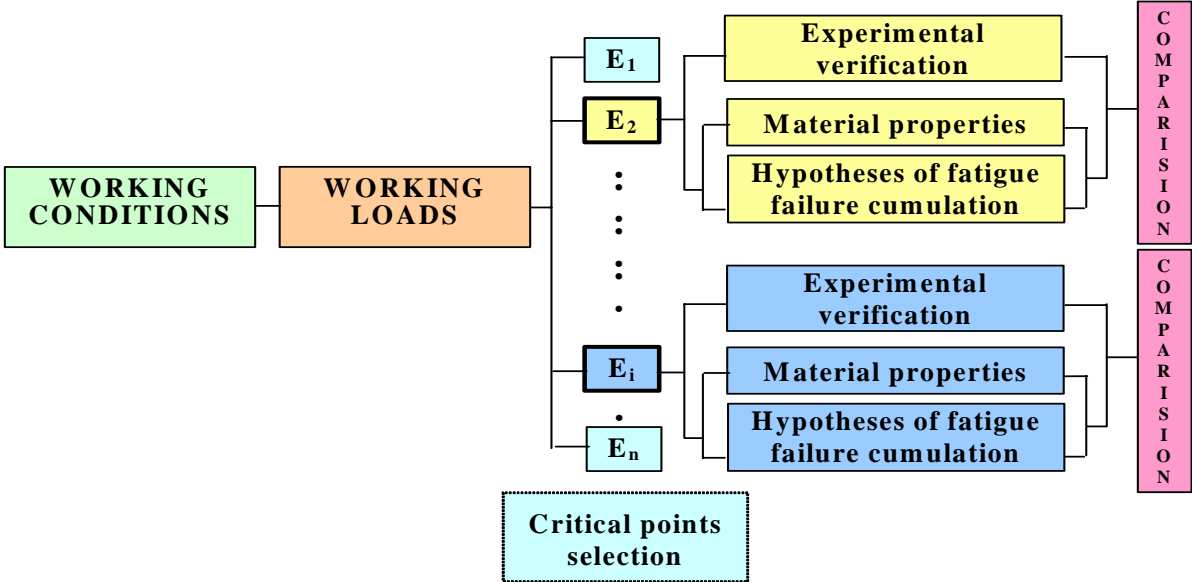 WORKING
CONDITIONS
WORKING
LOADS
E₁
E₂
Eᵢ
Eₙ
Experimental
verification
Material properties
Hypotheses of fatigue
failure cumulation
COMPARISION
Experimental
verification
Material properties
Hypotheses of fatigue
failure cumulation
COMPARISION
Critical points
selection